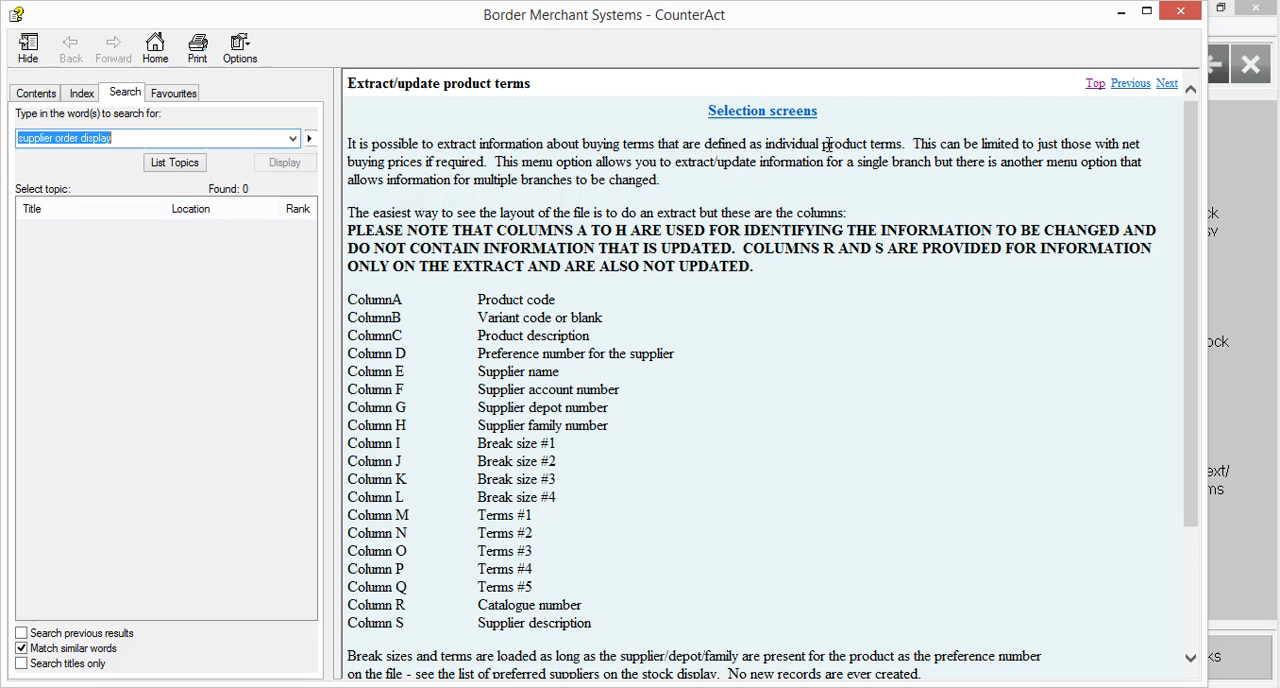 Border Merchant Systems - CounterAct
Hide Back Forward Home Print Options
Contents Index Search Favourites
Type in the word(s) to search for:
supplier order display
List Topics Display
Select topic: Found: 0
Title Location Rank
Search previous results
Match similar words
Search titles only
Extract/update product terms
Top Previous Next
Selection screens
It is possible to extract information about buying terms that are defined as individual product terms. This can be limited to just those with net
buying prices if required. This menu option allows you to extract/update information for a single branch but there is another menu option that
allows information for multiple branches to be changed.
The easiest way to see the layout of the file is to do an extract but these are the columns:
PLEASE NOTE THAT COLUMNS A TO H ARE USED FOR IDENTIFYING THE INFORMATION TO BE CHANGED AND
DO NOT CONTAIN INFORMATION THAT IS UPDATED. COLUMNS R AND S ARE PROVIDED FOR INFORMATION
ONLY ON THE EXTRACT AND ARE ALSO NOT UPDATED.
ColumnA Product code
ColumnB Variant code or blank
ColumnC Product description
Column D Preference number for the supplier
Column E Supplier name
Column F Supplier account number
Column G Supplier depot number
Column H Supplier family number
Column I Break size #1
Column J Break size #2
Column K Break size #3
Column L Break size #4
Column M Terms #1
Column N Terms #2
Column O Terms #3
Column P Terms #4
Column Q Terms #5
Column R Catalogue number
Column S Supplier description
Break sizes and terms are loaded as long as the supplier/depot/family are present for the product as the preference number
on the file - see the list of preferred suppliers on the stock display. No new records are ever created.